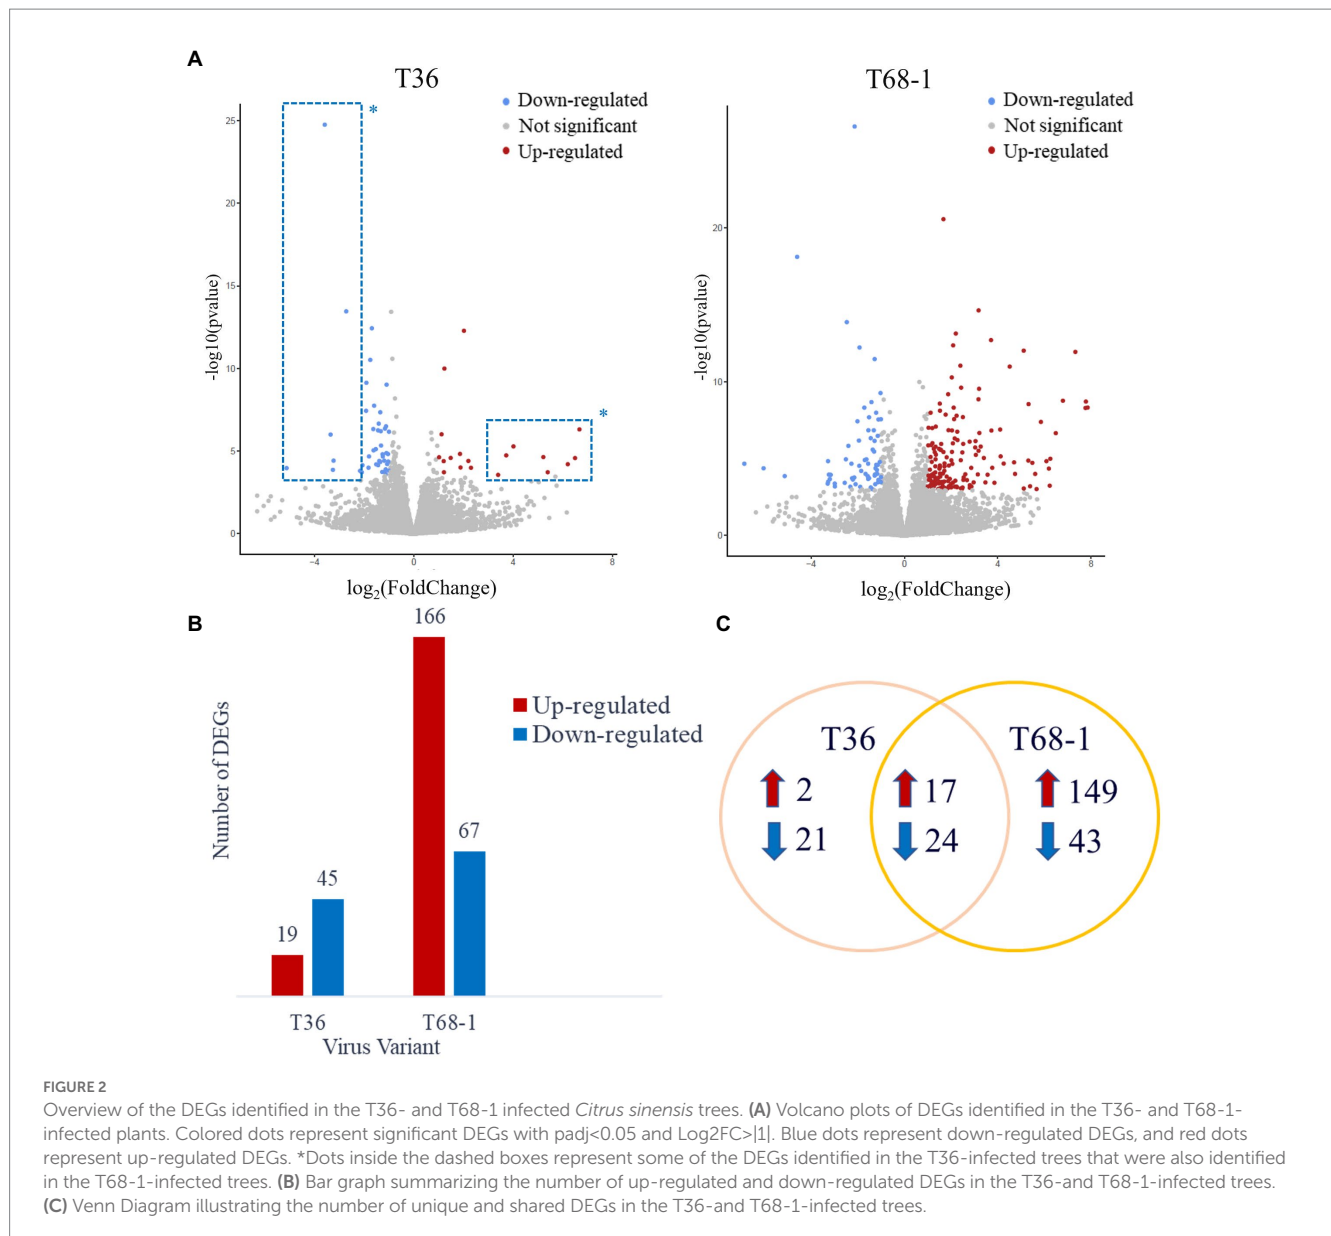 A
T36
Down-regulated
Not significant
Up-regulated
*
*
25
20
15
10
5
0
-log10(pvalue)
−4
0
4
8
log2(FoldChange)
T68-1
Down-regulated
Not significant
Up-regulated
20
10
0
-log10(pvalue)
−4
0
4
8
log2(FoldChange)
B
Number of DEGs
19
45
166
67
Up-regulated
Down-regulated
T36
T68-1
Virus Variant
C
T36
T68-1
2
17
149
21
24
43
FIGURE 2
Overview of the DEGs identified in the T36- and T68-1 infected Citrus sinensis trees. (A) Volcano plots of DEGs identified in the T36- and T68-1-
infected plants. Colored dots represent significant DEGs with padj<0.05 and Log2FC>|1|. Blue dots represent down-regulated DEGs, and red dots
represent up-regulated DEGs. *Dots inside the dashed boxes represent some of the DEGs identified in the T36-infected trees that were also identified
in the T68-1-infected trees. (B) Bar graph summarizing the number of up-regulated and down-regulated DEGs in the T36-and T68-1-infected trees.
(C) Venn Diagram illustrating the number of unique and shared DEGs in the T36-and T68-1-infected trees.